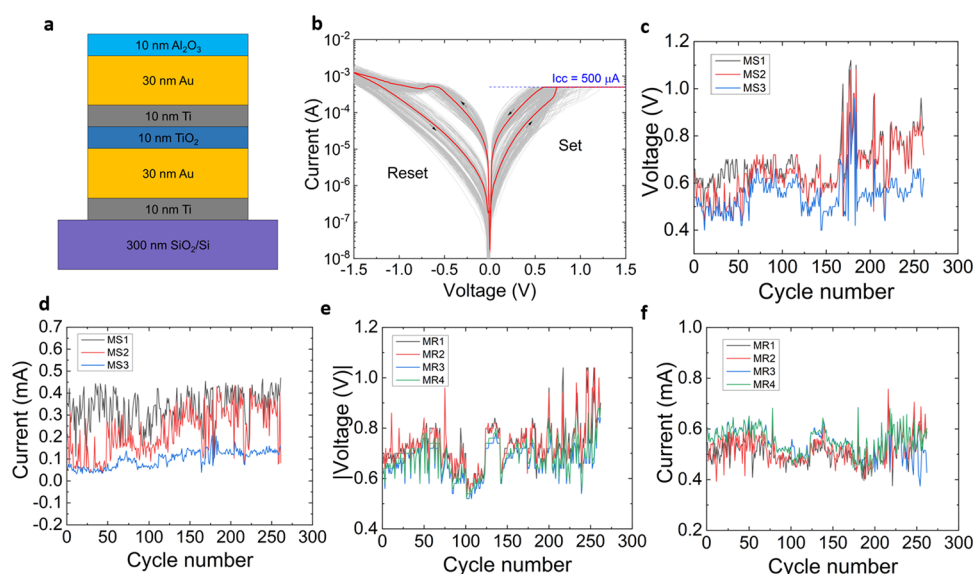 a
10 nm Al₂O₃
30 nm Au
10 nm Ti
10 nm TiO₂
30 nm Au
10 nm Ti
300 nm SiO₂/Si
b
Current (A)
10⁻²
10⁻³
10⁻⁴
10⁻⁵
10⁻⁶
10⁻⁷
10⁻⁸
Icc = 500 µA
Reset
Set
-1.5 -1.0 -0.5 0.0 0.5 1.0 1.5
Voltage (V)
c
Voltage (V)
1.2
1.0
0.8
0.6
0.4
MS1
MS2
MS3
0 50 100 150 200 250 300
Cycle number
d
Current (mA)
0.7
0.6
0.5
0.4
0.3
0.2
0.1
0.0
-0.1
-0.2
MS1
MS2
MS3
0 50 100 150 200 250 300
Cycle number
e
|Voltage (V)|
1.2
1.0
0.8
0.6
0.4
MR1
MR2
MR3
MR4
0 50 100 150 200 250 300
Cycle number
f
Current (mA)
1.0
0.8
0.6
0.4
0.2
MR1
MR2
MR3
MR4
0 50 100 150 200 250 300
Cycle number